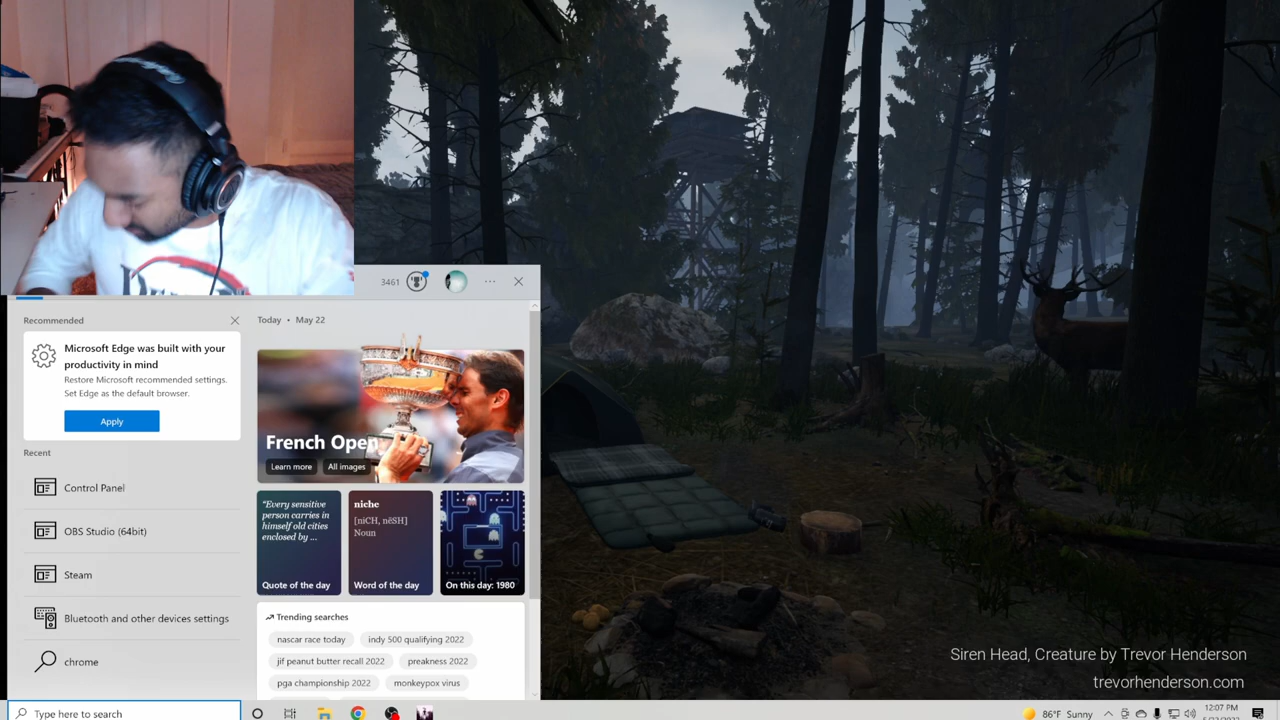 3461
Recommended
Today • May 22
Microsoft Edge was built with your
productivity in mind
Restore Microsoft recommended settings.
Set Edge as the default browser.
Apply
French Open
Learn more
All images
Recent
Control Panel
OBS Studio (64bit)
Steam
Bluetooth and other devices settings
chrome
"Every sensitive
person carries in
himself old cities
enclosed by ...
Quote of the day
niche
[niCH, nēSH]
Noun
Word of the day
On this day: 1980
Trending searches
nascar race today
indy 500 qualifying 2022
jif peanut butter recall 2022
preakness 2022
pga championship 2022
monkeypox virus
Siren Head, Creature by Trevor Henderson
trevorhenderson.com
Type here to search
86°F Sunny
12:07 PM